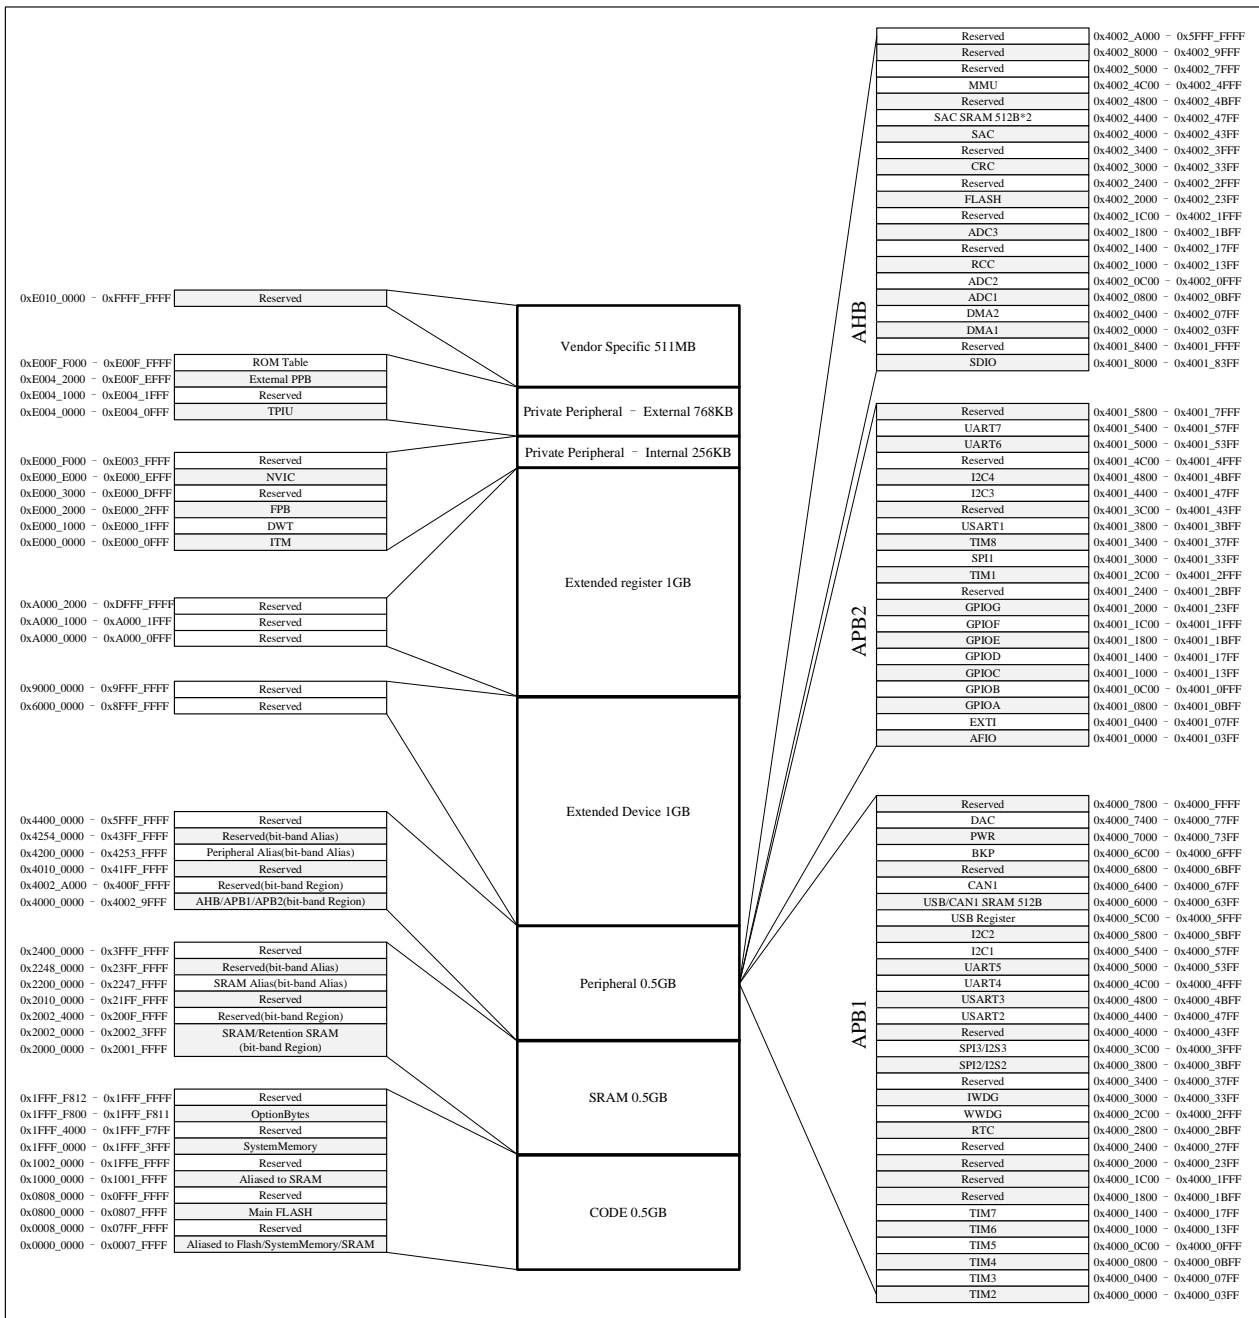 0xE010_0000 - 0xFFFF_FFFF Reserved
0xE00F_F000 - 0xE00F_FFFF ROM Table
0xE004_2000 - 0xE00F_EFFF External PPB
0xE004_1000 - 0xE004_1FFF Reserved
0xE004_0000 - 0xE004_0FFF TPIU
0xE000_F000 - 0xE003_FFFF Reserved
0xE000_E000 - 0xE000_EFFF NVIC
0xE000_3000 - 0xE000_DFFF Reserved
0xE000_2000 - 0xE000_2FFF FPB
0xE000_1000 - 0xE000_1FFF DWT
0xE000_0000 - 0xE000_0FFF ITM
0xA000_2000 - 0xDFFF_FFFF Reserved
0xA000_1000 - 0xA000_1FFF Reserved
0xA000_0000 - 0xA000_0FFF Reserved
0x9000_0000 - 0x9FFF_FFFF Reserved
0x6000_0000 - 0x8FFF_FFFF Reserved
0x4400_0000 - 0x5FFF_FFFF Reserved
0x4254_0000 - 0x43FF_FFFF Reserved(bit-band Alias)
0x4200_0000 - 0x4253_FFFF Peripheral Alias(bit-band Alias)
0x4010_0000 - 0x41FF_FFFF Reserved
0x4002_A000 - 0x400F_FFFF Reserved(bit-band Region)
0x4000_0000 - 0x4002_9FFF AHB/APB1/APB2(bit-band Region)
0x2400_0000 - 0x3FFF_FFFF Reserved
0x2248_0000 - 0x23FF_FFFF Reserved(bit-band Alias)
0x2200_0000 - 0x2247_FFFF SRAM Alias(bit-band Alias)
0x2010_0000 - 0x21FF_FFFF Reserved
0x2002_4000 - 0x200F_FFFF Reserved(bit-band Region)
0x2002_0000 - 0x2002_3FFF SRAM/Retention SRAM
0x2000_0000 - 0x2001_FFFF (bit-band Region)
0x1FFF_F812 - 0x1FFF_FFFF Reserved
0x1FFF_F800 - 0x1FFF_F811 OptionBytes
0x1FFF_4000 - 0x1FFF_F7FF Reserved
0x1FFF_0000 - 0x1FFF_3FFF SystemMemory
0x1002_0000 - 0x1FFE_FFFF Reserved
0x1000_0000 - 0x1001_FFFF Aliased to SRAM
0x0808_0000 - 0x0FFF_FFFF Reserved
0x0800_0000 - 0x0807_FFFF Main FLASH
0x0008_0000 - 0x07FF_FFFF Reserved
0x0000_0000 - 0x0007_FFFF Aliased to Flash/SystemMemory/SRAM
Vendor Specific 511MB
Private Peripheral - External 768KB
Private Peripheral - Internal 256KB
Extended register 1GB
Extended Device 1GB
Peripheral 0.5GB
SRAM 0.5GB
CODE 0.5GB
AHB
Reserved 0x4002_A000 - 0x5FFF_FFFF
Reserved 0x4002_8000 - 0x4002_9FFF
Reserved 0x4002_5000 - 0x4002_7FFF
MMU 0x4002_4C00 - 0x4002_4FFF
Reserved 0x4002_4800 - 0x4002_4BFF
SAC SRAM 512B*2 0x4002_4400 - 0x4002_47FF
SAC 0x4002_4000 - 0x4002_43FF
Reserved 0x4002_3400 - 0x4002_3FFF
CRC 0x4002_3000 - 0x4002_33FF
Reserved 0x4002_2400 - 0x4002_2FFF
FLASH 0x4002_2000 - 0x4002_23FF
Reserved 0x4002_1C00 - 0x4002_1FFF
ADC3 0x4002_1800 - 0x4002_1BFF
Reserved 0x4002_1400 - 0x4002_17FF
RCC 0x4002_1000 - 0x4002_13FF
ADC2 0x4002_0C00 - 0x4002_0FFF
ADC1 0x4002_0800 - 0x4002_0BFF
DMA2 0x4002_0400 - 0x4002_07FF
DMA1 0x4002_0000 - 0x4002_03FF
Reserved 0x4001_8400 - 0x4001_FFFF
SDIO 0x4001_8000 - 0x4001_83FF
APB2
Reserved 0x4001_5800 - 0x4001_7FFF
UART7 0x4001_5400 - 0x4001_57FF
UART6 0x4001_5000 - 0x4001_53FF
Reserved 0x4001_4C00 - 0x4001_4FFF
I2C4 0x4001_4800 - 0x4001_4BFF
I2C3 0x4001_4400 - 0x4001_47FF
Reserved 0x4001_3C00 - 0x4001_43FF
USART1 0x4001_3800 - 0x4001_3BFF
TIM8 0x4001_3400 - 0x4001_37FF
SPI1 0x4001_3000 - 0x4001_33FF
TIM1 0x4001_2C00 - 0x4001_2FFF
Reserved 0x4001_2400 - 0x4001_2BFF
GPIOG 0x4001_2000 - 0x4001_23FF
GPIOF 0x4001_1C00 - 0x4001_1FFF
GPIOE 0x4001_1800 - 0x4001_1BFF
GPIOD 0x4001_1400 - 0x4001_17FF
GPIOC 0x4001_1000 - 0x4001_13FF
GPIOB 0x4001_0C00 - 0x4001_0FFF
GPIOA 0x4001_0800 - 0x4001_0BFF
EXTI 0x4001_0400 - 0x4001_07FF
AFIO 0x4001_0000 - 0x4001_03FF
APB1
Reserved 0x4000_7800 - 0x4000_FFFF
DAC 0x4000_7400 - 0x4000_77FF
PWR 0x4000_7000 - 0x4000_73FF
BKP 0x4000_6C00 - 0x4000_6FFF
Reserved 0x4000_6800 - 0x4000_6BFF
CAN1 0x4000_6400 - 0x4000_67FF
USB/CAN1 SRAM 512B 0x4000_6000 - 0x4000_63FF
USB Register 0x4000_5C00 - 0x4000_5FFF
I2C2 0x4000_5800 - 0x4000_5BFF
I2C1 0x4000_5400 - 0x4000_57FF
UART5 0x4000_5000 - 0x4000_53FF
UART4 0x4000_4C00 - 0x4000_4FFF
USART3 0x4000_4800 - 0x4000_4BFF
USART2 0x4000_4400 - 0x4000_47FF
Reserved 0x4000_4000 - 0x4000_43FF
SPI3/I2S3 0x4000_3C00 - 0x4000_3FFF
SPI2/I2S2 0x4000_3800 - 0x4000_3BFF
Reserved 0x4000_3400 - 0x4000_37FF
IWDG 0x4000_3000 - 0x4000_33FF
WWDG 0x4000_2C00 - 0x4000_2FFF
RTC 0x4000_2800 - 0x4000_2BFF
Reserved 0x4000_2400 - 0x4000_27FF
Reserved 0x4000_2000 - 0x4000_23FF
Reserved 0x4000_1C00 - 0x4000_1FFF
Reserved 0x4000_1800 - 0x4000_1BFF
TIM7 0x4000_1400 - 0x4000_17FF
TIM6 0x4000_1000 - 0x4000_13FF
TIM5 0x4000_0C00 - 0x4000_0FFF
TIM4 0x4000_0800 - 0x4000_0BFF
TIM3 0x4000_0400 - 0x4000_07FF
TIM2 0x4000_0000 - 0x4000_03FF